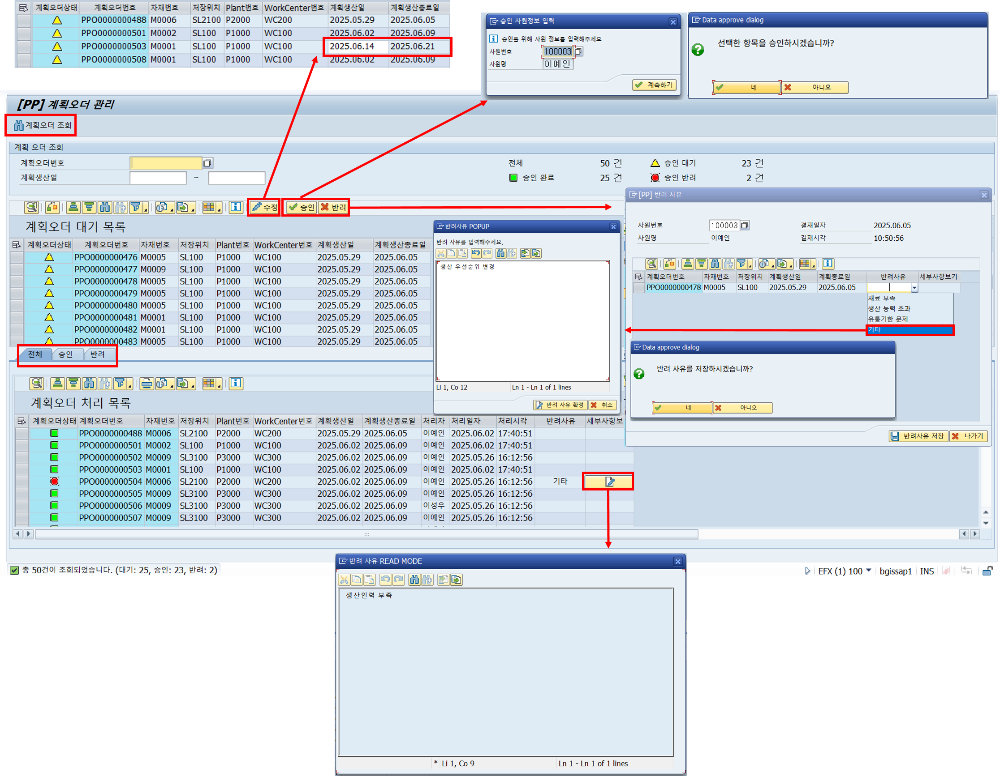 계획오더상태 계획오더번호 자재번호 저장위치 Plant번호 WorkCenter번호 계획생산일 계획생산종료일
PPO0000000488 M0006 SL2100 P2000 WC200 2025.05.29 2025.06.05
PPO0000000501 M0002 SL100 P1000 WC100 2025.06.02 2025.06.09
PPO0000000503 M0001 SL100 P1000 WC100 2025.06.14 2025.06.21
PPO0000000508 M0001 SL100 P1000 WC100 2025.06.02 2025.06.09
승인 사원정보 입력
승인을 위해 사원 정보를 입력해주세요
사원번호 100003
사원명 이예인
계속하기
Data approve dialog
선택한 항목을 승인하시겠습니까?
네 아니오
[PP] 계획오더 관리
계획오더 조회
계획 오더 조회
계획오더번호
계획생산일 ~
전체 50 건 승인 대기 23 건
승인 완료 25 건 승인 반려 2 건
수정 승인 반려
계획오더 대기 목록
계획오더상태 계획오더번호 자재번호 저장위치 Plant번호 WorkCenter번호 계획생산일 계획생산종료일
PPO0000000476 M0005 SL100 P1000 WC100 2025.05.29 2025.06.05
PPO0000000477 M0009 SL100 P1000 WC100 2025.05.29 2025.06.05
PPO0000000478 M0005 SL100 P1000 WC100 2025.05.29 2025.06.05
PPO0000000479 M0005 SL100 P1000 WC100 2025.05.29 2025.06.05
PPO0000000480 M0005 SL100 P1000 WC100 2025.05.29 2025.06.05
PPO0000000481 M0001 SL100 P1000 WC100 2025.05.29 2025.06.05
PPO0000000482 M0001 SL100 P1000 WC100 2025.05.29 2025.06.05
PPO0000000483 M0005 SL100 P1000 WC100 2025.05.29 2025.06.05
반려사유 POPUP
반려 사유를 입력해주세요.
생산 우선순위 변경
Li 1, Co 12 Ln 1 - Ln 1 of 1 lines
반려 사유 확정 취소
[PP] 반려 사유
사원번호 100003 결재일자 2025.06.05
사원명 이예인 결재시각 10:50:56
계획오더번호 자재번호 저장위치 계획생산일 계획종료일 반려사유 세부사항보기
PPO0000000478 M0005 SL100 2025.05.29 2025.06.05
재료 부족
생산 능력 초과
유통기한 문제
기타
Data approve dialog
반려 사유를 저장하시겠습니까?
네 아니오
반려사유 저장 나가기
전체 승인 반려
계획오더 처리 목록
계획오더상태 계획오더번호 자재번호 저장위치 Plant번호 WorkCenter번호 계획생산일 계획생산종료일 처리자 처리일자 처리시각 반려사유 세부사항보
PPO0000000488 M0006 SL2100 P2000 WC200 2025.05.29 2025.06.05 이예인 2025.06.02 17:40:51
PPO0000000501 M0002 SL100 P1000 WC100 2025.06.02 2025.06.09 이예인 2025.06.02 17:40:51
PPO0000000502 M0009 SL3100 P3000 WC300 2025.06.02 2025.06.09 이예인 2025.05.26 16:12:56
PPO0000000503 M0001 SL100 P1000 WC100 2025.06.02 2025.06.09 이예인 2025.06.02 17:40:51
PPO0000000504 M0006 SL2100 P2000 WC200 2025.06.02 2025.06.09 이예인 2025.05.26 16:12:56 기타
PPO0000000505 M0009 SL3100 P3000 WC300 2025.06.02 2025.06.09 이예인 2025.05.26 16:12:56
PPO0000000506 M0009 SL3100 P3000 WC300 2025.06.02 2025.06.09 이성우 2025.05.26 16:12:56
PPO0000000507 M0009 SL3100 P3000 WC300 2025.06.02 2025.06.09 이예인 2025.05.26 16:12:56
총 50건이 조회되었습니다. (대기: 25, 승인: 23, 반려: 2)
EFX (1) 100 bgissap1 INS
반려 사유 READ MODE
생산인력 부족
* Li 1, Co 9 Ln 1 - Ln 1 of 1 lines